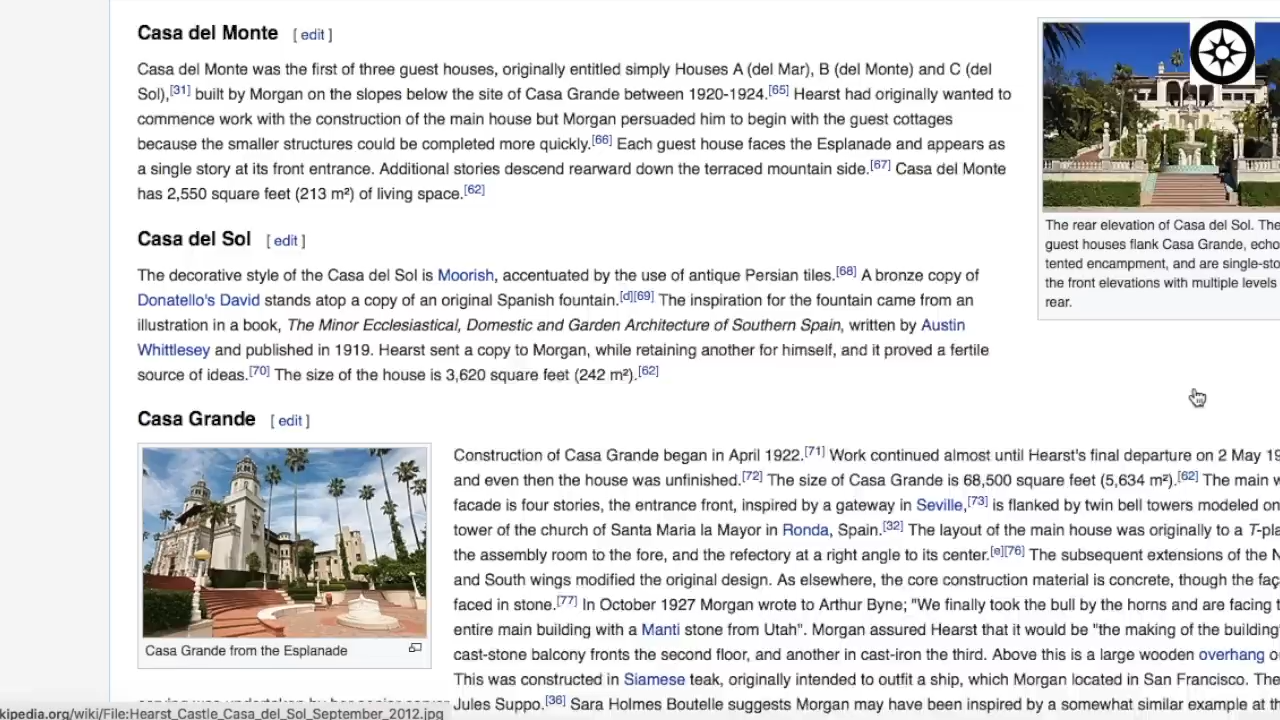 Casa del Monte [ edit ]
Casa del Monte was the first of three guest houses, originally entitled simply Houses A (del Mar), B (del Monte) and C (del
Sol),[31] built by Morgan on the slopes below the site of Casa Grande between 1920-1924.[65] Hearst had originally wanted to
commence work with the construction of the main house but Morgan persuaded him to begin with the guest cottages
because the smaller structures could be completed more quickly.[66] Each guest house faces the Esplanade and appears as
a single story at its front entrance. Additional stories descend rearward down the terraced mountain side.[67] Casa del Monte
has 2,550 square feet (213 m²) of living space.[62]
The rear elevation of Casa del Sol. The
guest houses flank Casa Grande, echo
tented encampment, and are single-sto
the front elevations with multiple levels
rear.
Casa del Sol [ edit ]
The decorative style of the Casa del Sol is Moorish, accentuated by the use of antique Persian tiles.[68] A bronze copy of
Donatello's David stands atop a copy of an original Spanish fountain.[d][69] The inspiration for the fountain came from an
illustration in a book, The Minor Ecclesiastical, Domestic and Garden Architecture of Southern Spain, written by Austin
Whittlesey and published in 1919. Hearst sent a copy to Morgan, while retaining another for himself, and it proved a fertile
source of ideas.[70] The size of the house is 3,620 square feet (242 m²).[62]
Casa Grande [ edit ]
Casa Grande from the Esplanade
Construction of Casa Grande began in April 1922.[71] Work continued almost until Hearst's final departure on 2 May 19
and even then the house was unfinished.[72] The size of Casa Grande is 68,500 square feet (5,634 m²).[62] The main w
facade is four stories, the entrance front, inspired by a gateway in Seville,[73] is flanked by twin bell towers modeled on
tower of the church of Santa Maria la Mayor in Ronda, Spain.[32] The layout of the main house was originally to a T-pla
the assembly room to the fore, and the refectory at a right angle to its center.[e][76] The subsequent extensions of the N
and South wings modified the original design. As elsewhere, the core construction material is concrete, though the faç
faced in stone.[77] In October 1927 Morgan wrote to Arthur Byne; "We finally took the bull by the horns and are facing t
entire main building with a Manti stone from Utah". Morgan assured Hearst that it would be "the making of the building"
cast-stone balcony fronts the second floor, and another in cast-iron the third. Above this is a large wooden overhang o
This was constructed in Siamese teak, originally intended to outfit a ship, which Morgan located in San Francisco. The
Jules Suppo.[36] Sara Holmes Boutelle suggests Morgan may have been inspired by a somewhat similar example at th
kipedia.org/wiki/File:Hearst_Castle_Casa_del_Sol_September_2012.jpg